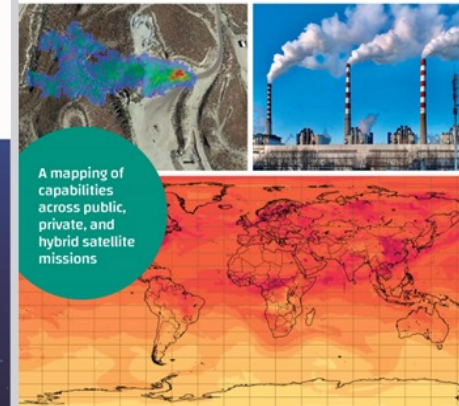 A mapping of
capabilities
across public,
private, and
hybrid satellite
missions